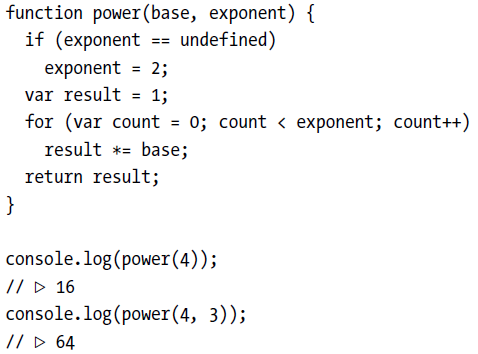 function power(base, exponent) {
  if (exponent == undefined)
    exponent = 2;
  var result = 1;
  for (var count = 0; count < exponent; count++)
    result *= base;
  return result;
}

console.log(power(4));
// ▷ 16
console.log(power(4, 3));
// ▷ 64